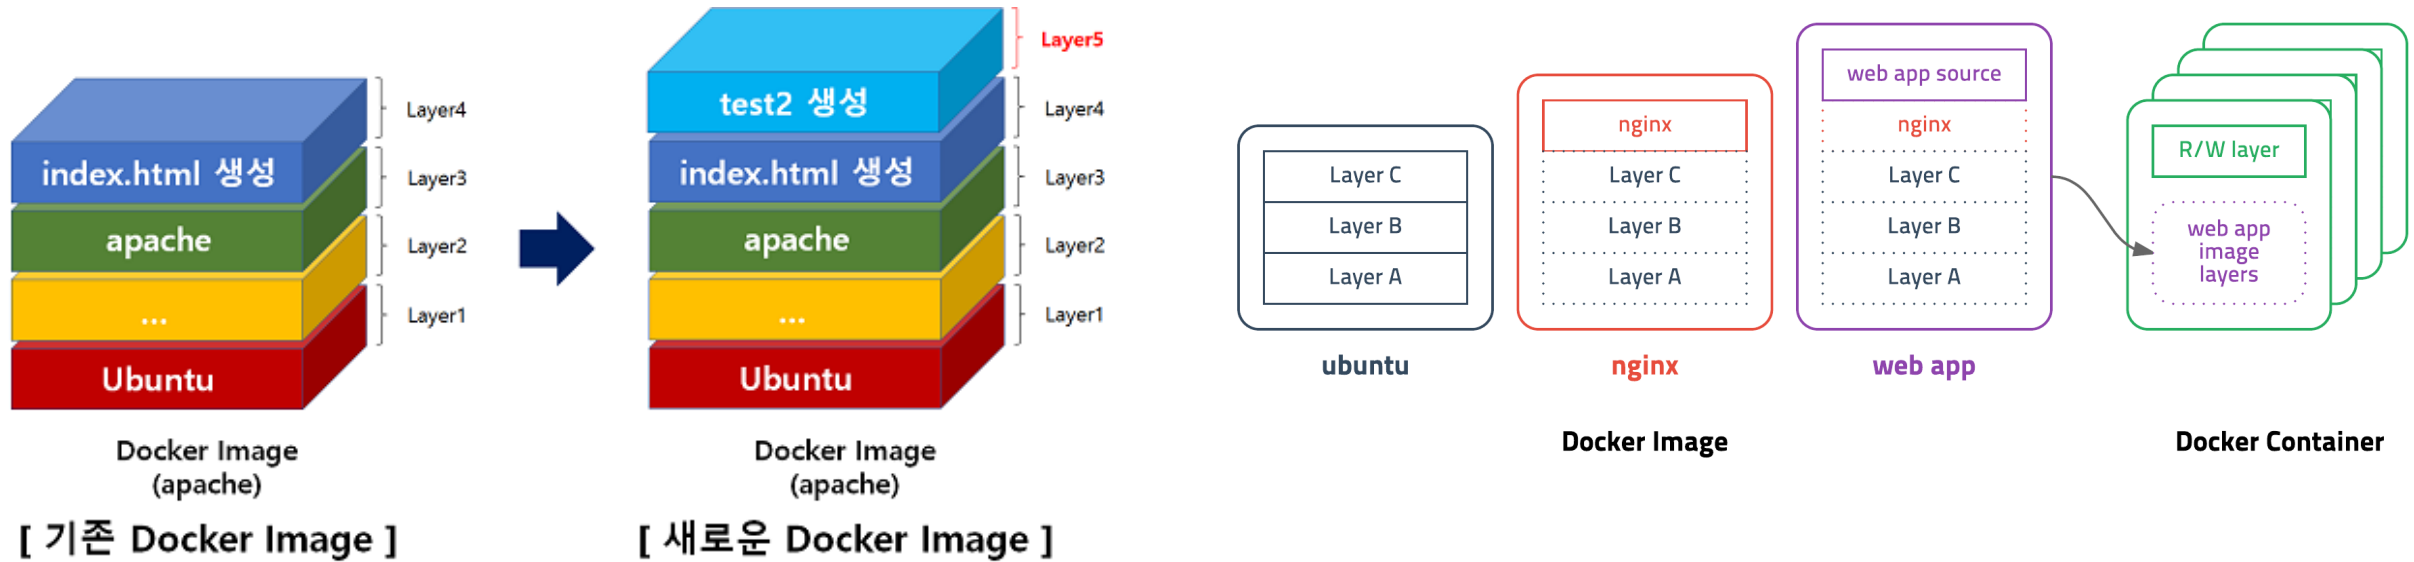 Layer4
index.html 생성
Layer3
apache
Layer2
...
Layer1
Ubuntu
Docker Image
(apache)
[ 기존 Docker Image ]
Layer5
test2 생성
Layer4
index.html 생성
Layer3
apache
Layer2
...
Layer1
Ubuntu
Docker Image
(apache)
[ 새로운 Docker Image ]
Layer C
Layer B
Layer A
ubuntu
nginx
Layer C
Layer B
Layer A
nginx
web app source
nginx
Layer C
Layer B
Layer A
web app
Docker Image
R/W layer
web app
image
layers
Docker Container